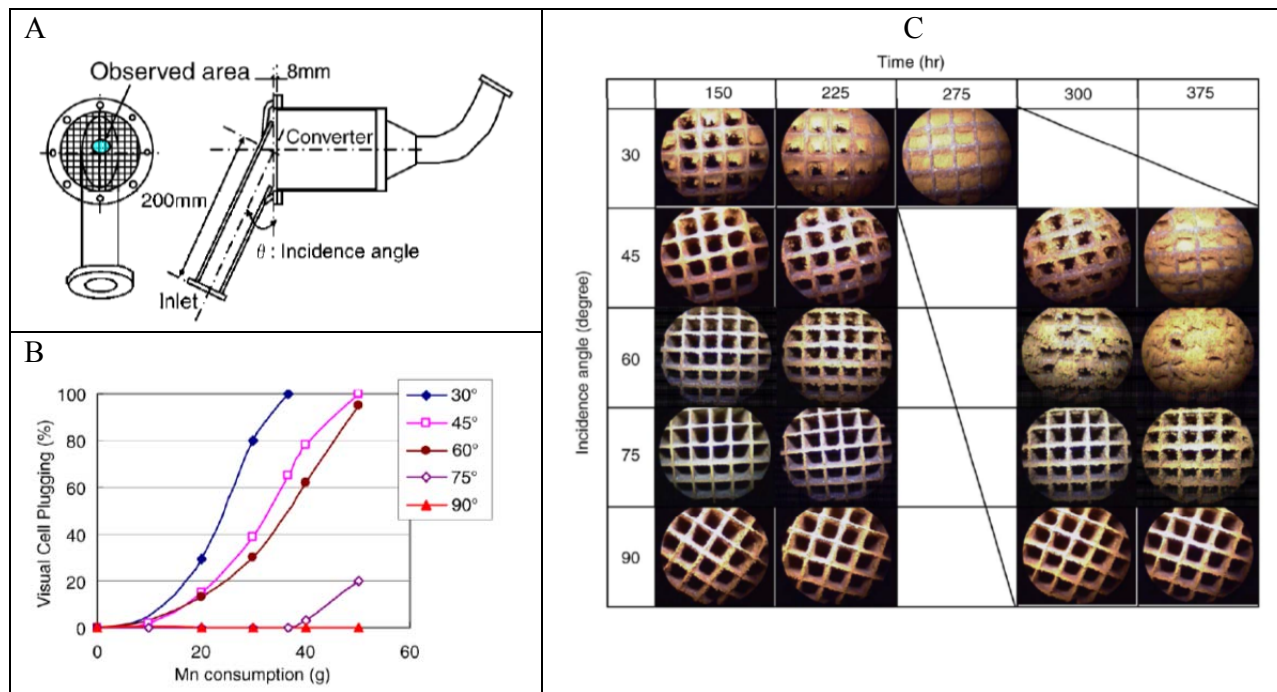 A
Observed area
8mm
Converter
200mm
θ : Incidence angle
Inlet
B
Visual Cell Plugging (%)
100
80
60
40
20
0
0 20 40 60
Mn consumption (g)
30°
45°
60°
75°
90°
C
Time (hr)
150 225 275 300 375
Incidence angle (degree)
30
45
60
75
90